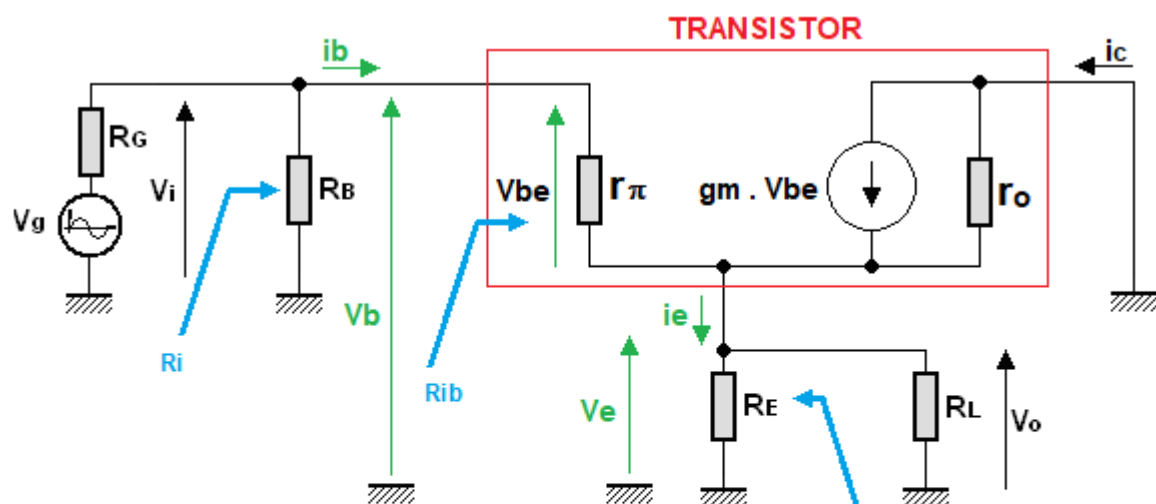 TRANSISTOR
ib
ic
RG
Vi
RB
Vbe
rπ
gm . Vbe
ro
Vg
Vb
ie
Ri
Rib
Ve
RE
RL
Vo